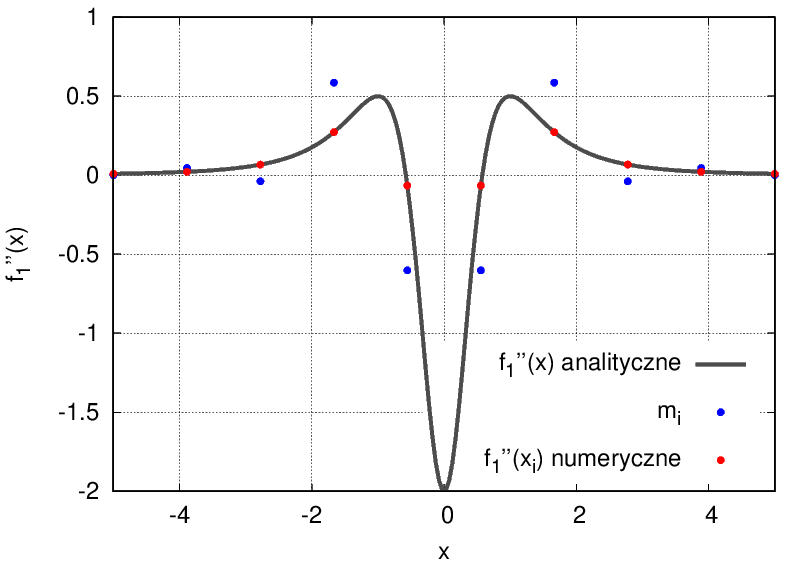 1
0.5
0
-0.5
-1
-1.5
-2
f₁''(x)
f₁''(x) analityczne
mᵢ
f₁''(xᵢ) numeryczne
-4 -2 0 2 4
x